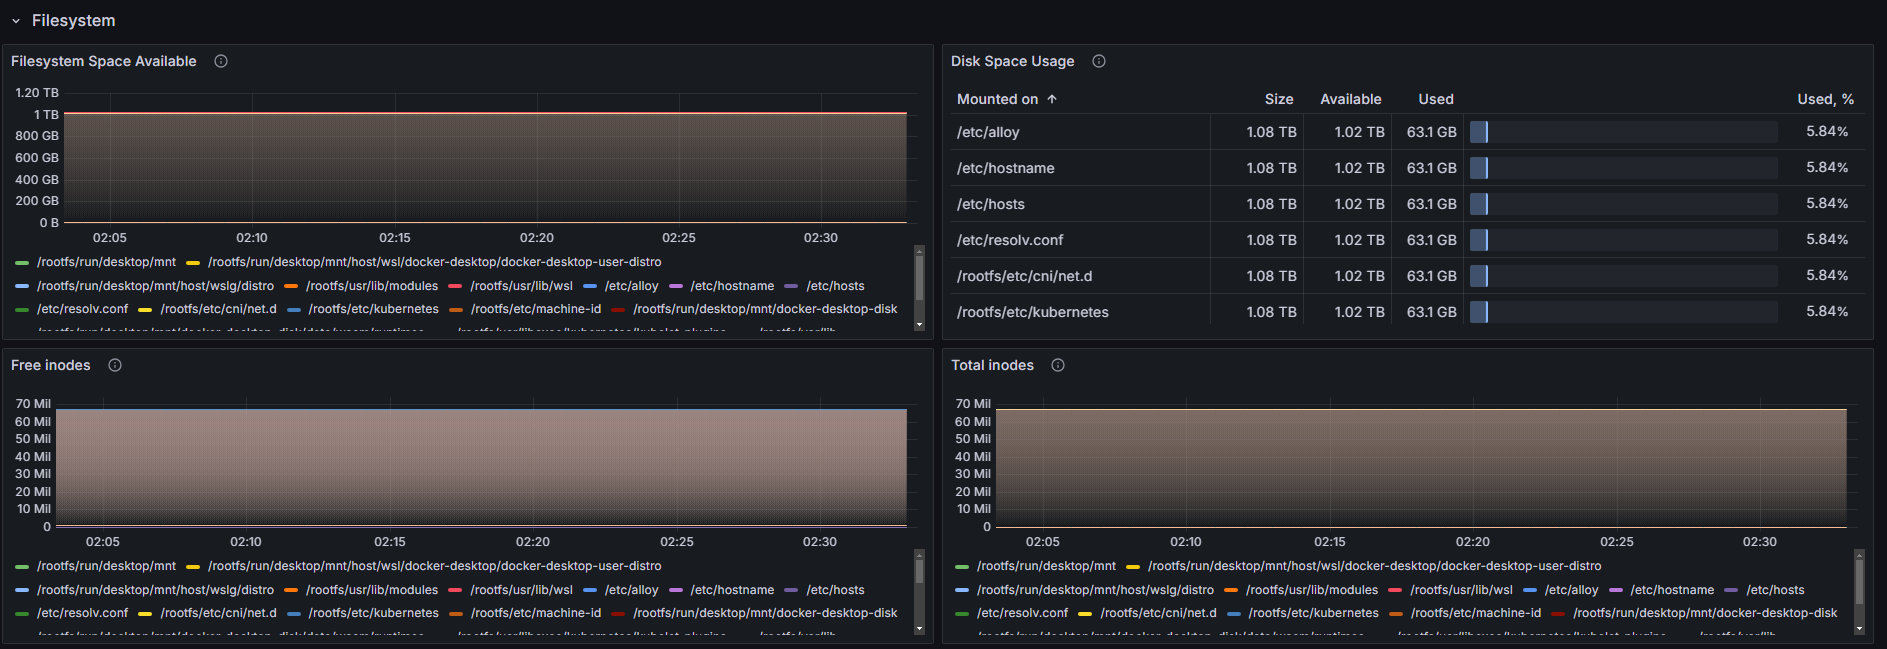 Filesystem
Filesystem Space Available
1.20 TB
1 TB
800 GB
600 GB
400 GB
200 GB
0 B
02:05 02:10 02:15 02:20 02:25 02:30
/rootfs/run/desktop/mnt /rootfs/run/desktop/mnt/host/wsl/docker-desktop/docker-desktop-user-distro
/rootfs/run/desktop/mnt/host/wslg/distro /rootfs/usr/lib/modules /rootfs/usr/lib/wsl /etc/alloy /etc/hostname /etc/hosts
/etc/resolv.conf /rootfs/etc/cni/net.d /rootfs/etc/kubernetes /rootfs/etc/machine-id /rootfs/run/desktop/mnt/docker-desktop-disk
Disk Space Usage
Mounted on Size Available Used Used, %
/etc/alloy 1.08 TB 1.02 TB 63.1 GB 5.84%
/etc/hostname 1.08 TB 1.02 TB 63.1 GB 5.84%
/etc/hosts 1.08 TB 1.02 TB 63.1 GB 5.84%
/etc/resolv.conf 1.08 TB 1.02 TB 63.1 GB 5.84%
/rootfs/etc/cni/net.d 1.08 TB 1.02 TB 63.1 GB 5.84%
/rootfs/etc/kubernetes 1.08 TB 1.02 TB 63.1 GB 5.84%
Free inodes
70 Mil
60 Mil
50 Mil
40 Mil
30 Mil
20 Mil
10 Mil
0
02:05 02:10 02:15 02:20 02:25 02:30
/rootfs/run/desktop/mnt /rootfs/run/desktop/mnt/host/wsl/docker-desktop/docker-desktop-user-distro
/rootfs/run/desktop/mnt/host/wslg/distro /rootfs/usr/lib/modules /rootfs/usr/lib/wsl /etc/alloy /etc/hostname /etc/hosts
/etc/resolv.conf /rootfs/etc/cni/net.d /rootfs/etc/kubernetes /rootfs/etc/machine-id /rootfs/run/desktop/mnt/docker-desktop-disk
Total inodes
70 Mil
60 Mil
50 Mil
40 Mil
30 Mil
20 Mil
10 Mil
0
02:05 02:10 02:15 02:20 02:25 02:30
/rootfs/run/desktop/mnt /rootfs/run/desktop/mnt/host/wsl/docker-desktop/docker-desktop-user-distro
/rootfs/run/desktop/mnt/host/wslg/distro /rootfs/usr/lib/modules /rootfs/usr/lib/wsl /etc/alloy /etc/hostname /etc/hosts
/etc/resolv.conf /rootfs/etc/cni/net.d /rootfs/etc/kubernetes /rootfs/etc/machine-id /rootfs/run/desktop/mnt/docker-desktop-disk